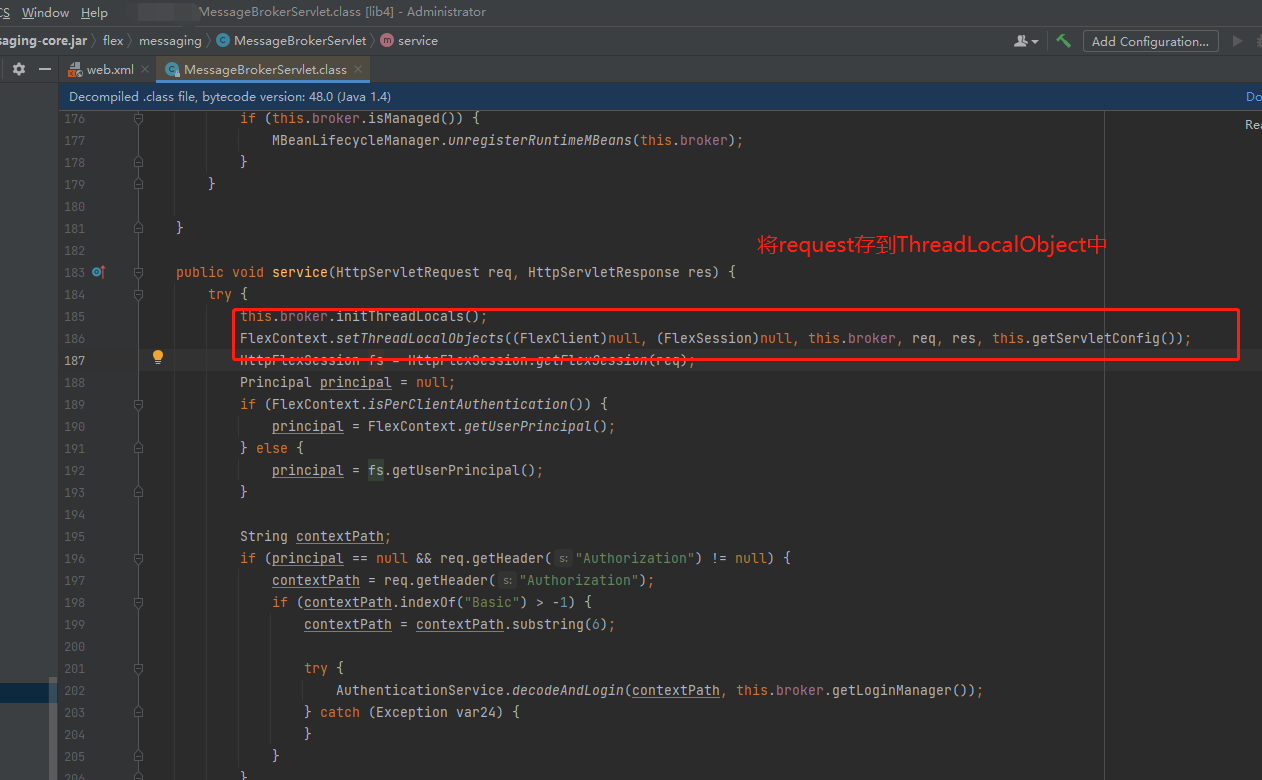 CS Window Help MessageBrokerServlet.class [lib4] - Administrator
saging-core.jar flex messaging MessageBrokerServlet service Add Configuration...
web.xml MessageBrokerServlet.class
Decompiled .class file, bytecode version: 48.0 (Java 1.4) Do
Rea
176 if (this.broker.isManaged()) {
177 MBeanLifecycleManager.unregisterRuntimeMBeans(this.broker);
178 }
179 }
180
181 }
将request存到ThreadLocalObject中
182
183 public void service(HttpServletRequest req, HttpServletResponse res) {
184 try {
185 this.broker.initThreadLocals();
186 FlexContext.setThreadLocalObjects((FlexClient)null, (FlexSession)null, this.broker, req, res, this.getServletConfig());
187 HttpFlexSession fs = HttpFlexSession.getFlexSession(req);
188 Principal principal = null;
189 if (FlexContext.isPerClientAuthentication()) {
190 principal = FlexContext.getUserPrincipal();
191 } else {
192 principal = fs.getUserPrincipal();
193 }
194
195 String contextPath;
196 if (principal == null && req.getHeader( s: "Authorization") != null) {
197 contextPath = req.getHeader( s: "Authorization");
198 if (contextPath.indexOf("Basic") > -1) {
199 contextPath = contextPath.substring(6);
200
201 try {
202 AuthenticationService.decodeAndLogin(contextPath, this.broker.getLoginManager());
203 } catch (Exception var24) {
204 }
205 }
206 }